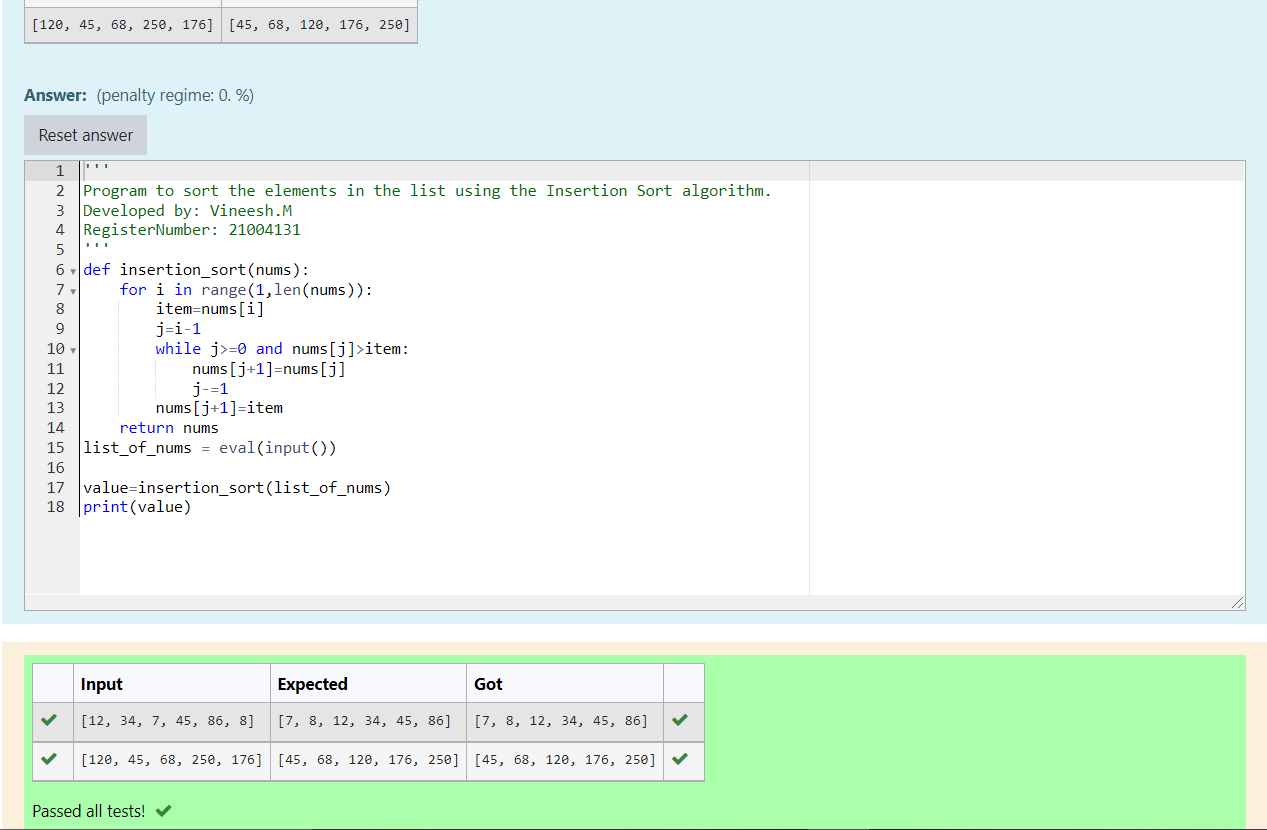 [120, 45, 68, 250, 176] [45, 68, 120, 176, 250]
Answer: (penalty regime: 0. %)
Reset answer
1 '''
2 Program to sort the elements in the list using the Insertion Sort algorithm.
3 Developed by: Vineesh.M
4 RegisterNumber: 21004131
5 '''
6 def insertion_sort(nums):
7     for i in range(1,len(nums)):
8         item=nums[i]
9         j=i-1
10         while j>=0 and nums[j]>item:
11             nums[j+1]=nums[j]
12             j-=1
13         nums[j+1]=item
14     return nums
15 list_of_nums = eval(input())
16
17 value=insertion_sort(list_of_nums)
18 print(value)
Input Expected Got
[12, 34, 7, 45, 86, 8] [7, 8, 12, 34, 45, 86] [7, 8, 12, 34, 45, 86]
[120, 45, 68, 250, 176] [45, 68, 120, 176, 250] [45, 68, 120, 176, 250]
Passed all tests!